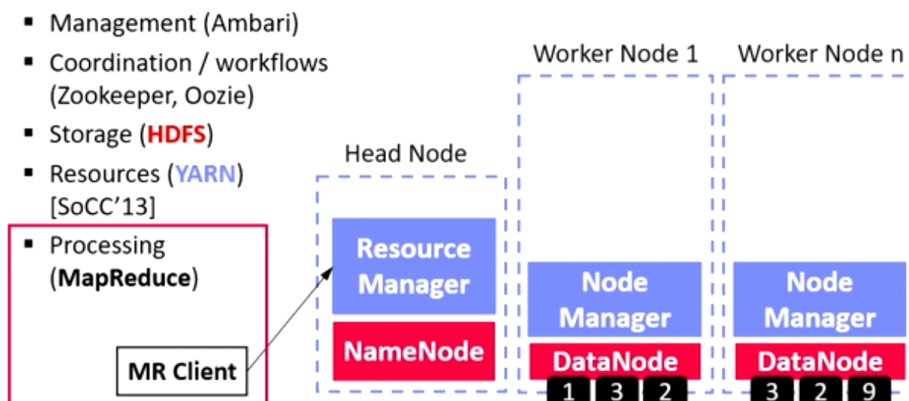 ▪ Management (Ambari)
▪ Coordination / workflows
(Zookeeper, Oozie)
▪ Storage (HDFS)
▪ Resources (YARN)
[SoCC'13]
▪ Processing
(MapReduce)
MR Client
Head Node
Resource
Manager
NameNode
Worker Node 1
Node
Manager
DataNode
1 3 2
Worker Node n
Node
Manager
DataNode
3 2 9